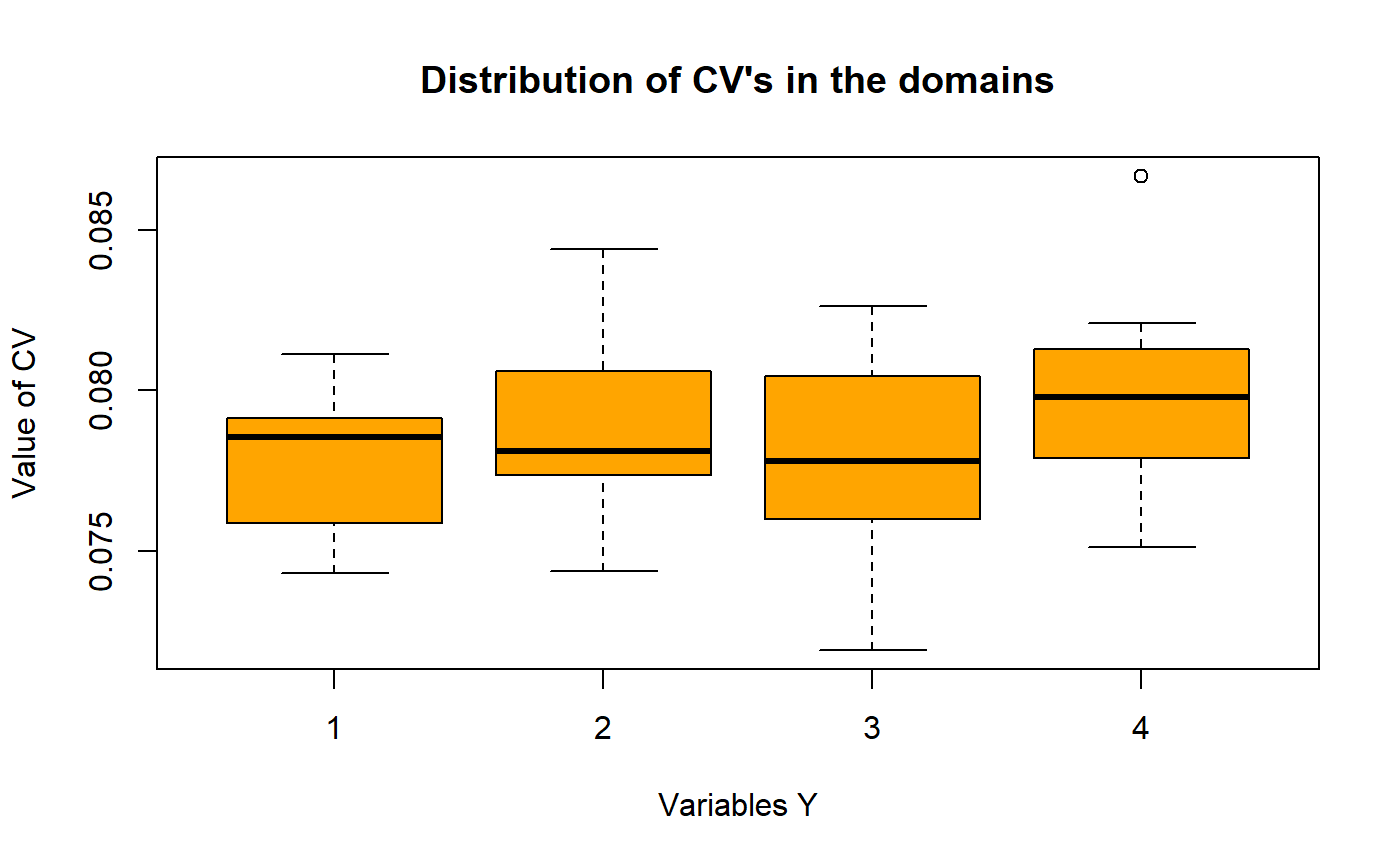 Distribution of CV's in the domains
Value of CV
0.085
0.080
0.075
1 2 3 4
Variables Y